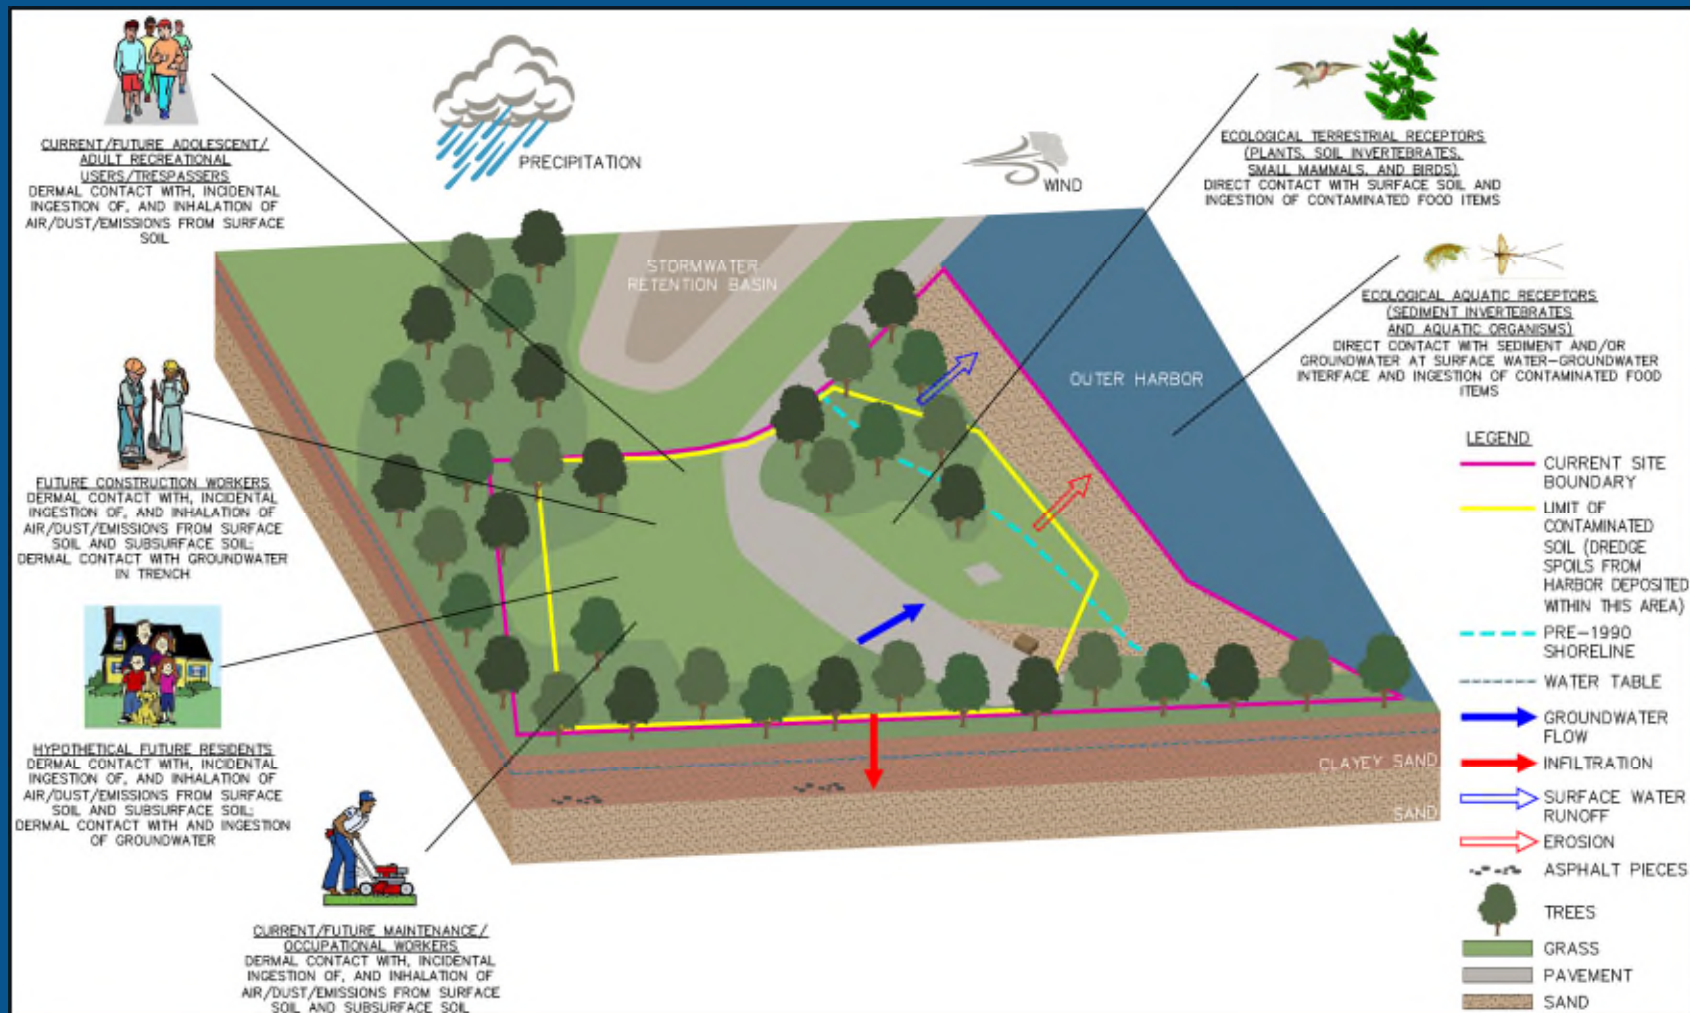 CURRENT/FUTURE ADOLESCENT/
ADULT RECREATIONAL
USERS/TRESPASSERS
DERMAL CONTACT WITH, INCIDENTAL
INGESTION OF, AND INHALATION OF
AIR/DUST/EMISSIONS FROM SURFACE
SOIL
PRECIPITATION
WIND
ECOLOGICAL TERRESTRIAL RECEPTORS
(PLANTS, SOIL INVERTEBRATES,
SMALL MAMMALS, AND BIRDS)
DIRECT CONTACT WITH SURFACE SOIL AND
INGESTION OF CONTAMINATED FOOD ITEMS
ECOLOGICAL AQUATIC RECEPTORS
(SEDIMENT INVERTEBRATES
AND AQUATIC ORGANISMS)
DIRECT CONTACT WITH SEDIMENT AND/OR
GROUNDWATER AT SURFACE WATER-GROUNDWATER
INTERFACE AND INGESTION OF CONTAMINATED FOOD
ITEMS
STORMWATER
RETENTION BASIN
OUTER HARBOR
FUTURE CONSTRUCTION WORKERS
DERMAL CONTACT WITH, INCIDENTAL
INGESTION OF, AND INHALATION OF
AIR/DUST/EMISSIONS FROM SURFACE
SOIL AND SUBSURFACE SOIL;
DERMAL CONTACT WITH GROUNDWATER
IN TRENCH
HYPOTHETICAL FUTURE RESIDENTS
DERMAL CONTACT WITH, INCIDENTAL
INGESTION OF, AND INHALATION OF
AIR/DUST/EMISSIONS FROM SURFACE
SOIL AND SUBSURFACE SOIL;
DERMAL CONTACT WITH AND INGESTION
OF GROUNDWATER
CURRENT/FUTURE MAINTENANCE/
OCCUPATIONAL WORKERS
DERMAL CONTACT WITH, INCIDENTAL
INGESTION OF, AND INHALATION OF
AIR/DUST/EMISSIONS FROM SURFACE
SOIL AND SUBSURFACE SOIL
CLAYEY SAND
SAND
LEGEND
CURRENT SITE
BOUNDARY
LIMIT OF
CONTAMINATED
SOIL (DREDGE
SPOILS FROM
HARBOR DEPOSITED
WITHIN THIS AREA)
PRE-1990
SHORELINE
WATER TABLE
GROUNDWATER
FLOW
INFILTRATION
SURFACE WATER
RUNOFF
EROSION
ASPHALT PIECES
TREES
GRASS
PAVEMENT
SAND